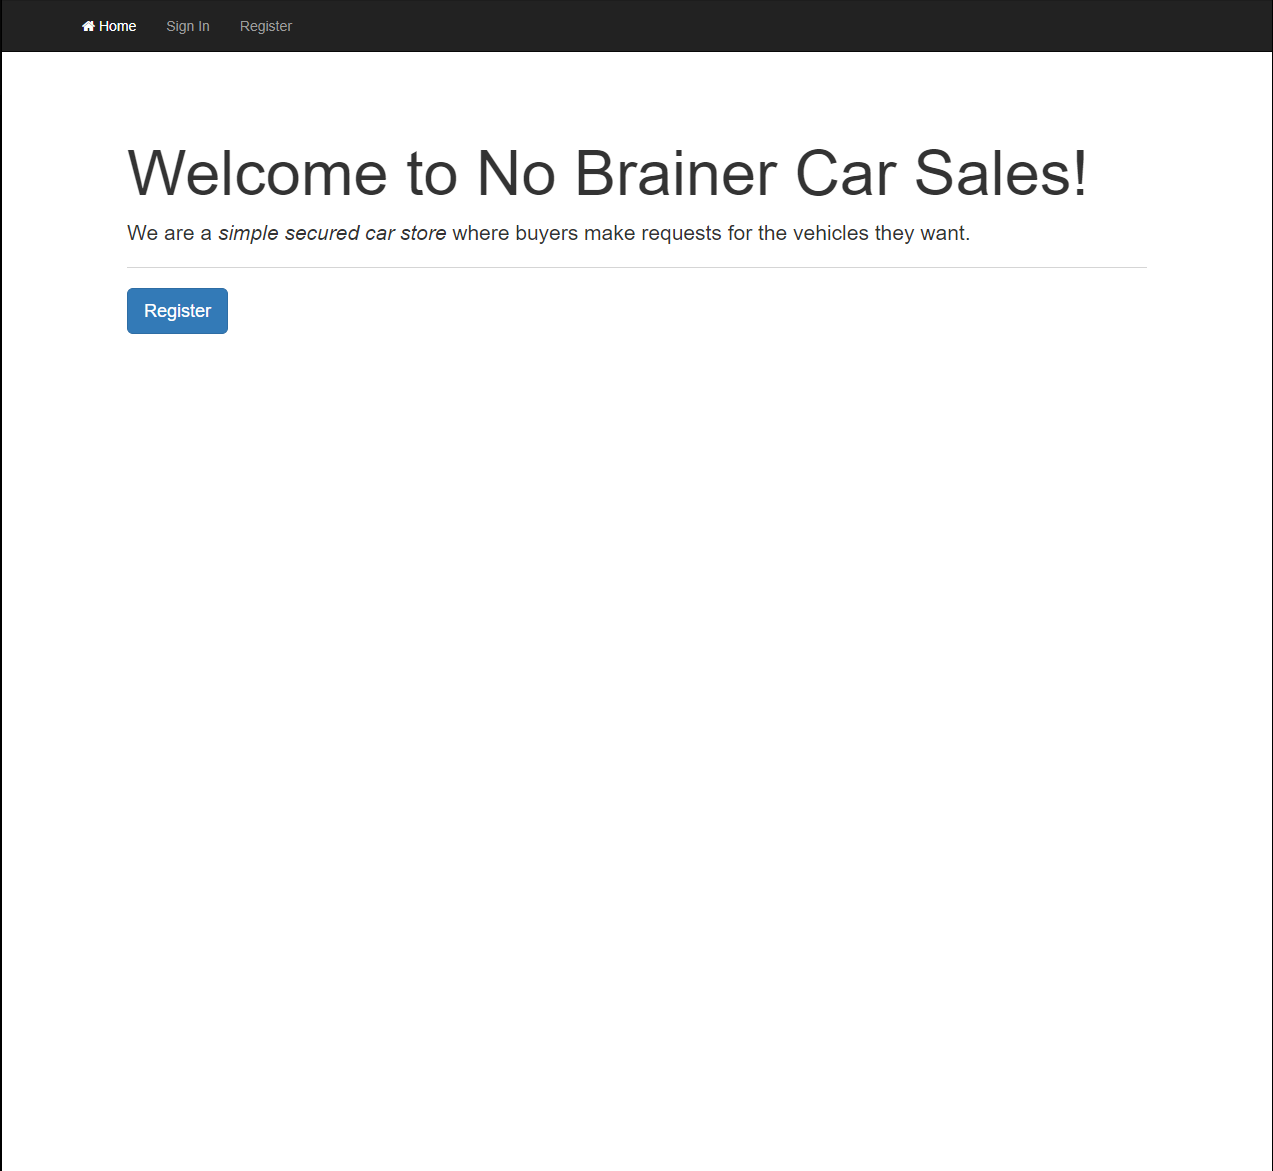 Home Sign In Register
Welcome to No Brainer Car Sales!
We are a simple secured car store where buyers make requests for the vehicles they want.
Register